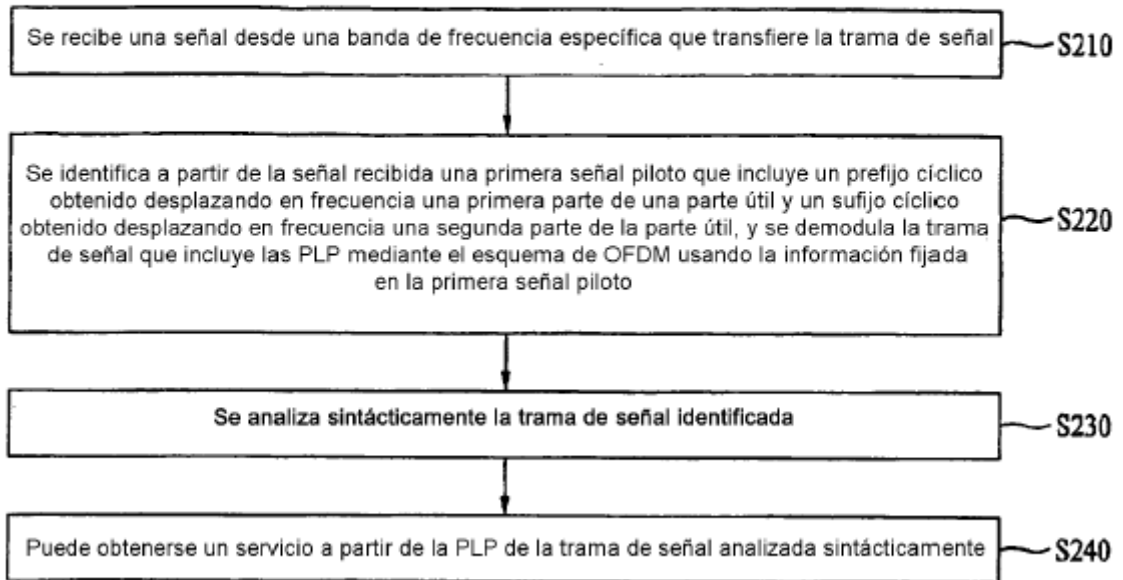 Se recibe una señal desde una banda de frecuencia específica que transfiere la trama de señal
S210
Se identifica a partir de la señal recibida una primera señal piloto que incluye un prefijo cíclico
obtenido desplazando en frecuencia una primera parte de una parte útil y un sufijo cíclico
obtenido desplazando en frecuencia una segunda parte de la parte útil, y se demodula la trama
de señal que incluye las PLP mediante el esquema de OFDM usando la información fijada
en la primera señal piloto
S220
Se analiza sintácticamente la trama de señal identificada
S230
Puede obtenerse un servicio a partir de la PLP de la trama de señal analizada sintácticamente
S240